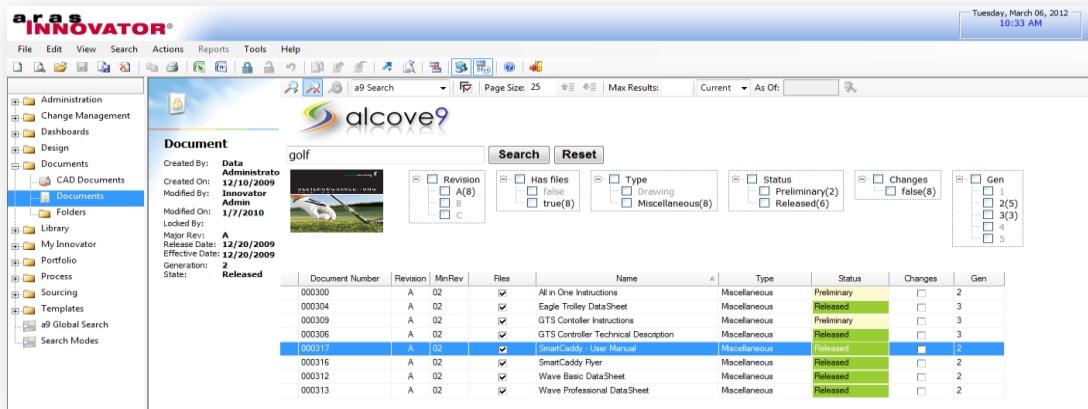 aras
INNOVATOR®
Tuesday, March 06, 2012
10:33 AM
File Edit View Search Actions Reports Tools Help
a9 Search Page Size: 25 Max Results: Current As Of:
Administration
Change Management
Dashboards
Design
Documents
CAD Documents
Documents
Folders
Library
My Innovator
Portfolio
Process
Sourcing
Templates
a9 Global Search
Search Modes
Document
Created By: Data
Administrato
Created On: 12/10/2009
Modified By: Innovator
Admin
Modified On: 1/7/2010
Locked By:
Major Rev: A
Release Date: 12/20/2009
Effective Date: 12/20/2009
Generation: 2
State: Released
alcove9
golf Search Reset
BEDIENUNGSANLEITUNG
Revision
A(8)
B
C
Has files
false
true(8)
Type
Drawing
Miscellaneous(8)
Status
Preliminary(2)
Released(6)
Changes
false(8)
Gen
1
2(5)
3(3)
4
5
Document Number Revision MinRev Files Name Type Status Changes Gen
000300 A 02 All in One Instructions Miscellaneous Preliminary 2
000304 A 02 Eagle Trolley DataSheet Miscellaneous Released 3
000309 A 02 GTS Contoller Instructions Miscellaneous Preliminary 3
000306 A 02 GTS Controller Technical Description Miscellaneous Released 3
000317 A 02 SmartCaddy - User Manual Miscellaneous Released 2
000316 A 02 SmartCaddy Flyer Miscellaneous Released 2
000312 A 02 Wave Basic DataSheet Miscellaneous Released 2
000313 A 02 Wave Professional DataSheet Miscellaneous Released 2